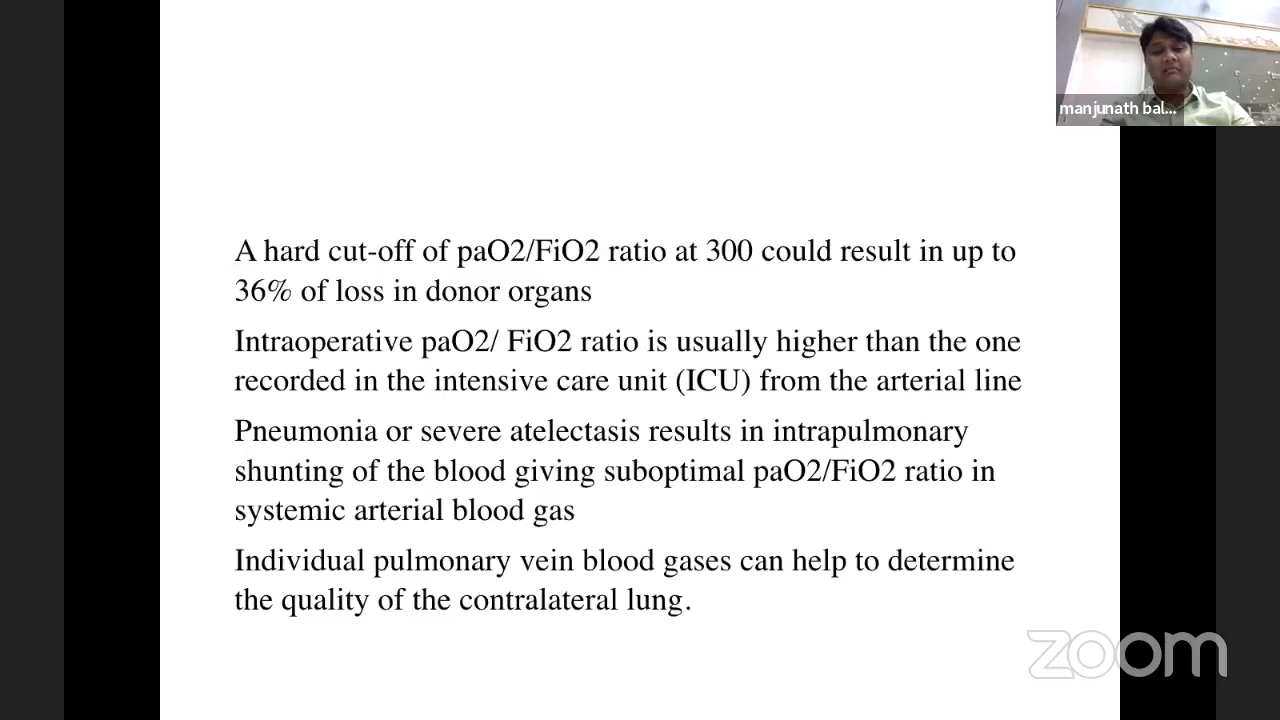 manjunath bal...
A hard cut-off of paO2/FiO2 ratio at 300 could result in up to
36% of loss in donor organs
Intraoperative paO2/ FiO2 ratio is usually higher than the one
recorded in the intensive care unit (ICU) from the arterial line
Pneumonia or severe atelectasis results in intrapulmonary
shunting of the blood giving suboptimal paO2/FiO2 ratio in
systemic arterial blood gas
Individual pulmonary vein blood gases can help to determine
the quality of the contralateral lung.
zoom